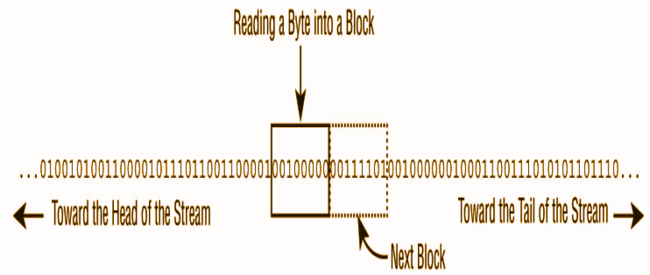 Reading a Byte into a Block
...01001010011000010111011001100001001000000011110100100000010001100111010101101110...
Toward the Head of the Stream
Toward the Tail of the Stream
Next Block